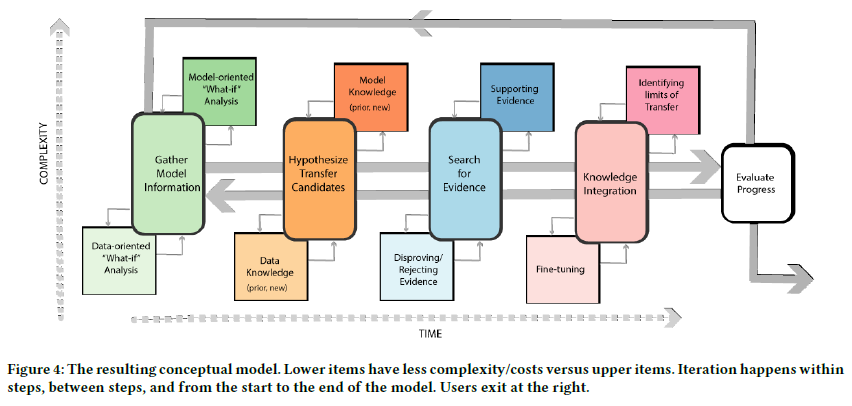 COMPLEXITY
Model-oriented
"What-if"
Analysis
Model
Knowledge
(prior, new)
Supporting
Evidence
Identifying
limits of
Transfer
Gather
Model
Information
Hypothesize
Transfer
Candidates
Search
for
Evidence
Knowledge
Integration
Evaluate
Progress
Data-oriented
"What-if"
Analysis
Data
Knowledge
(prior, new)
Disproving/
Rejecting
Evidence
Fine-tuning
TIME
Figure 4: The resulting conceptual model. Lower items have less complexity/costs versus upper items. Iteration happens within
steps, between steps, and from the start to the end of the model. Users exit at the right.